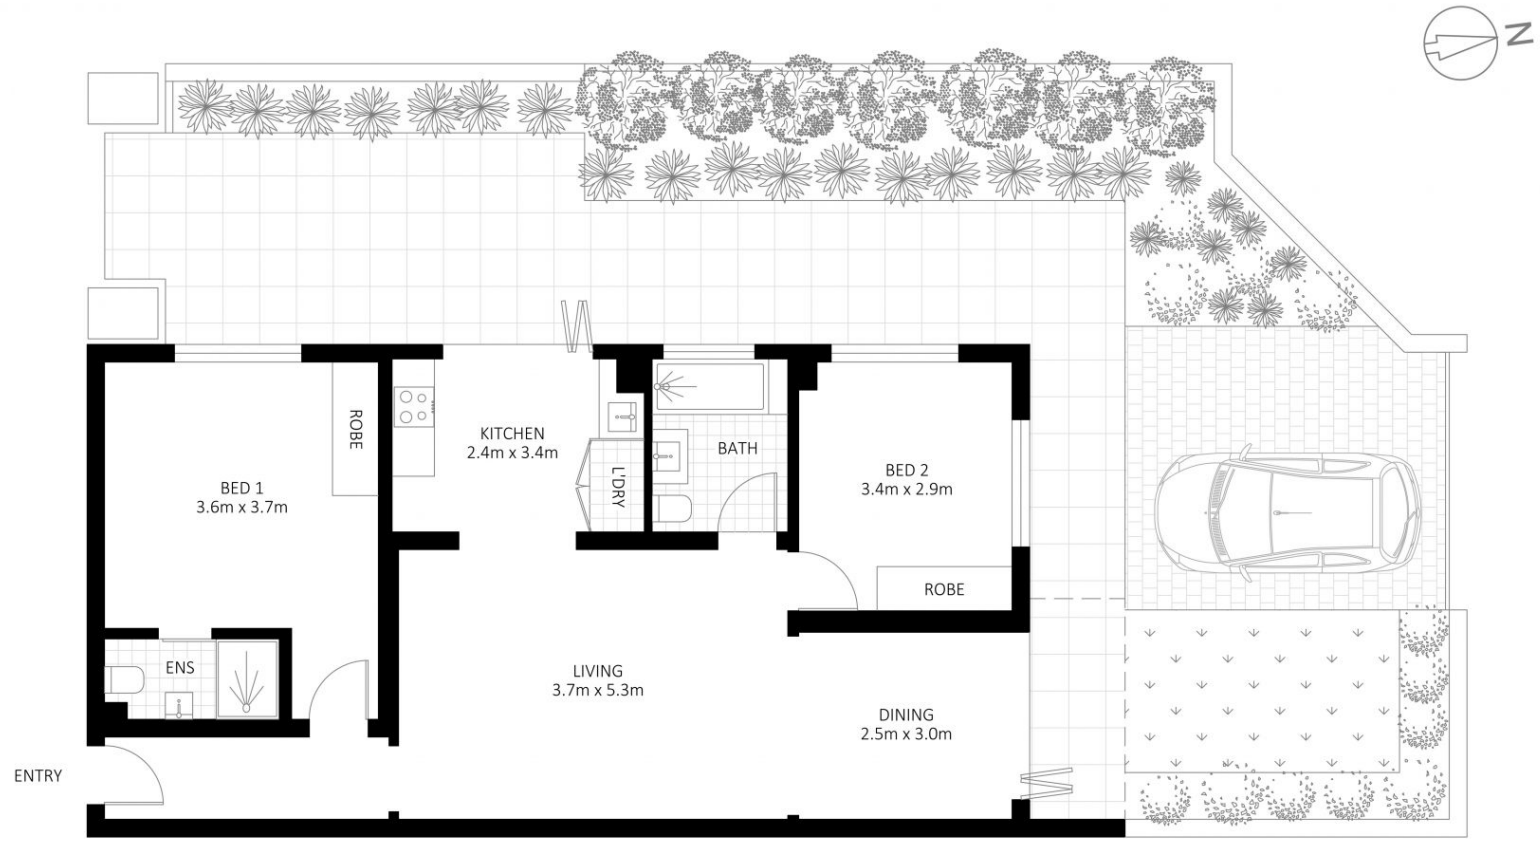 N
KITCHEN
2.4m x 3.4m
ROBE
BATH
L'DRY
BED 2
3.4m x 2.9m
BED 1
3.6m x 3.7m
ROBE
ENS
LIVING
3.7m x 5.3m
DINING
2.5m x 3.0m
ENTRY